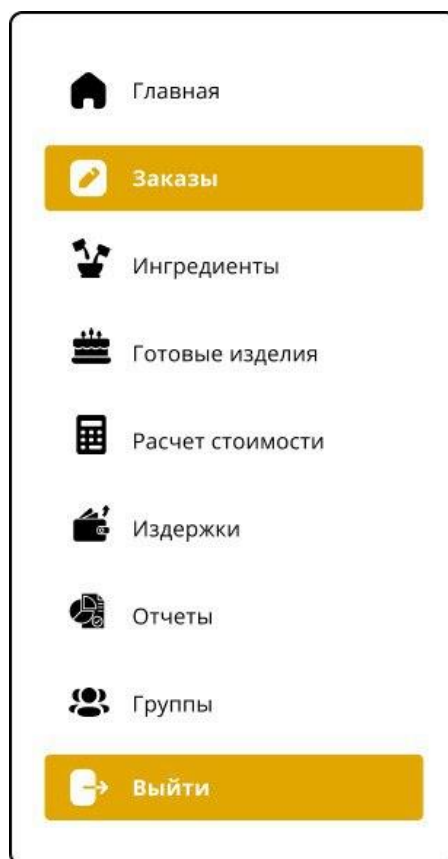 Главная
Заказы
Ингредиенты
Готовые изделия
Расчет стоимости
Издержки
Отчеты
Группы
Выйти